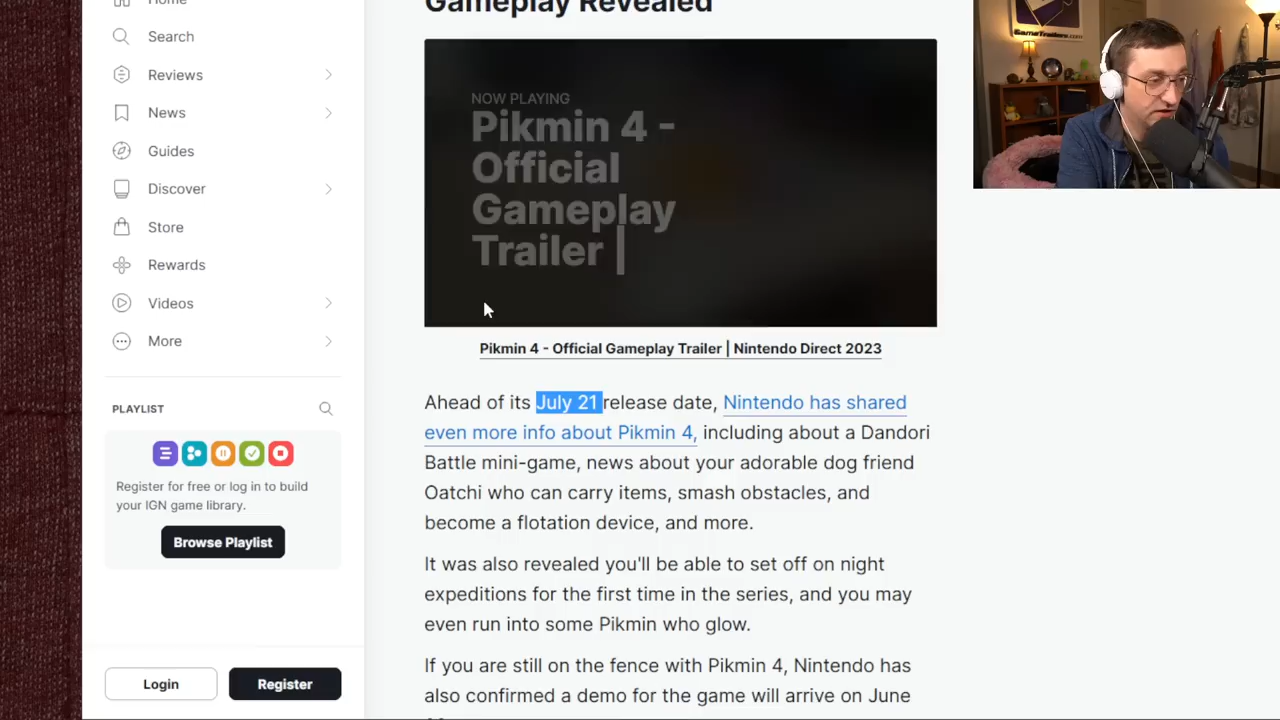 Gameplay Revealed
Home
Search
Reviews
News
Guides
Discover
Store
Rewards
Videos
More
PLAYLIST
Register for free or log in to build
your IGN game library.
Browse Playlist
Login
Register
NOW PLAYING
Pikmin 4 -
Official
Gameplay
Trailer |
Pikmin 4 - Official Gameplay Trailer | Nintendo Direct 2023
Ahead of its July 21 release date, Nintendo has shared
even more info about Pikmin 4, including about a Dandori
Battle mini-game, news about your adorable dog friend
Oatchi who can carry items, smash obstacles, and
become a flotation device, and more.
It was also revealed you'll be able to set off on night
expeditions for the first time in the series, and you may
even run into some Pikmin who glow.
If you are still on the fence with Pikmin 4, Nintendo has
also confirmed a demo for the game will arrive on June
GameTrailers.com